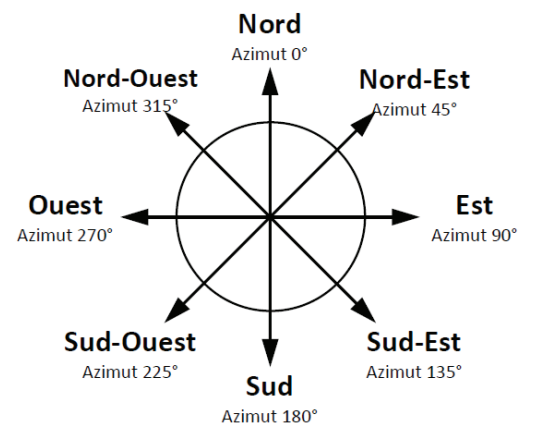 Nord
Azimut 0°
Nord-Ouest
Azimut 315°
Nord-Est
Azimut 45°
Ouest
Azimut 270°
Est
Azimut 90°
Sud-Ouest
Azimut 225°
Sud-Est
Azimut 135°
Sud
Azimut 180°